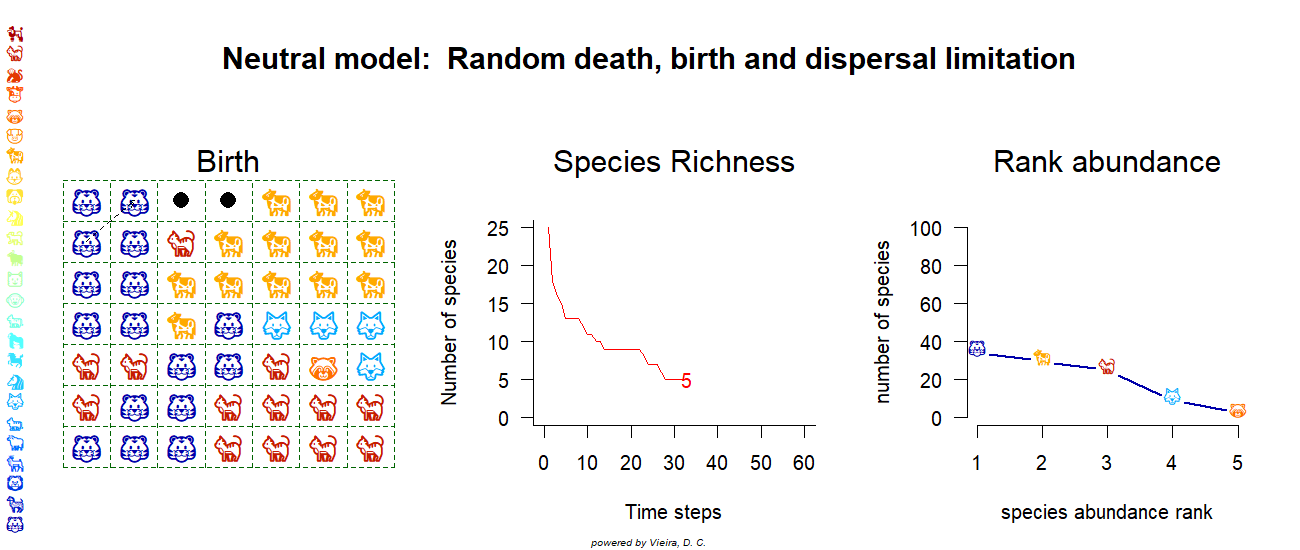 Neutral model:  Random death, birth and dispersal limitation
Birth
Species Richness
Number of species
25
20
15
10
5
0
5
0 10 20 30 40 50 60
Time steps
Rank abundance
number of species
100
80
60
40
20
0
1 2 3 4 5
species abundance rank
powered by Vieira, D. C.